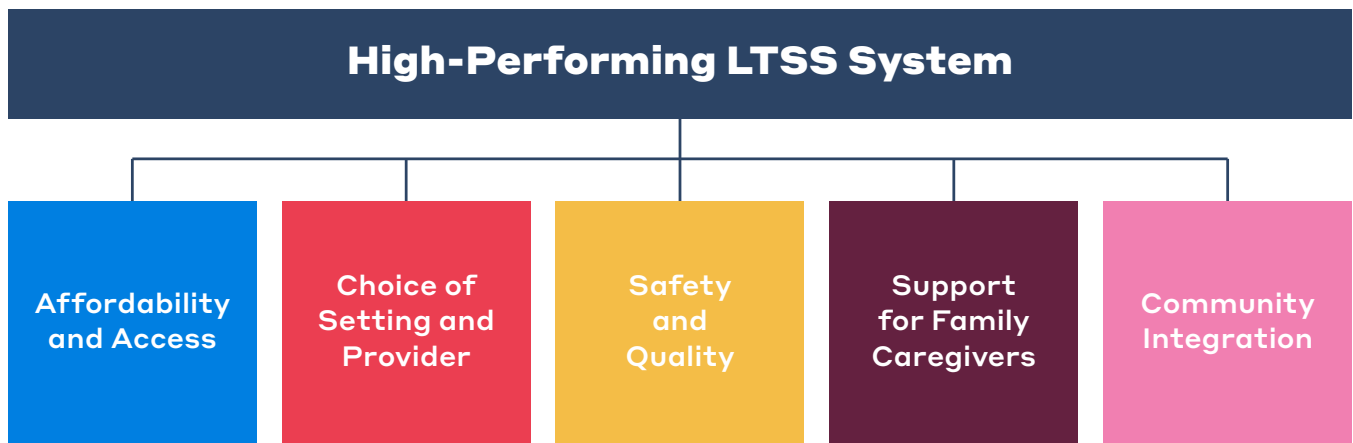 High-Performing LTSS System
Affordability
and Access
Choice of
Setting and
Provider
Safety
and
Quality
Support
for Family
Caregivers
Community
Integration